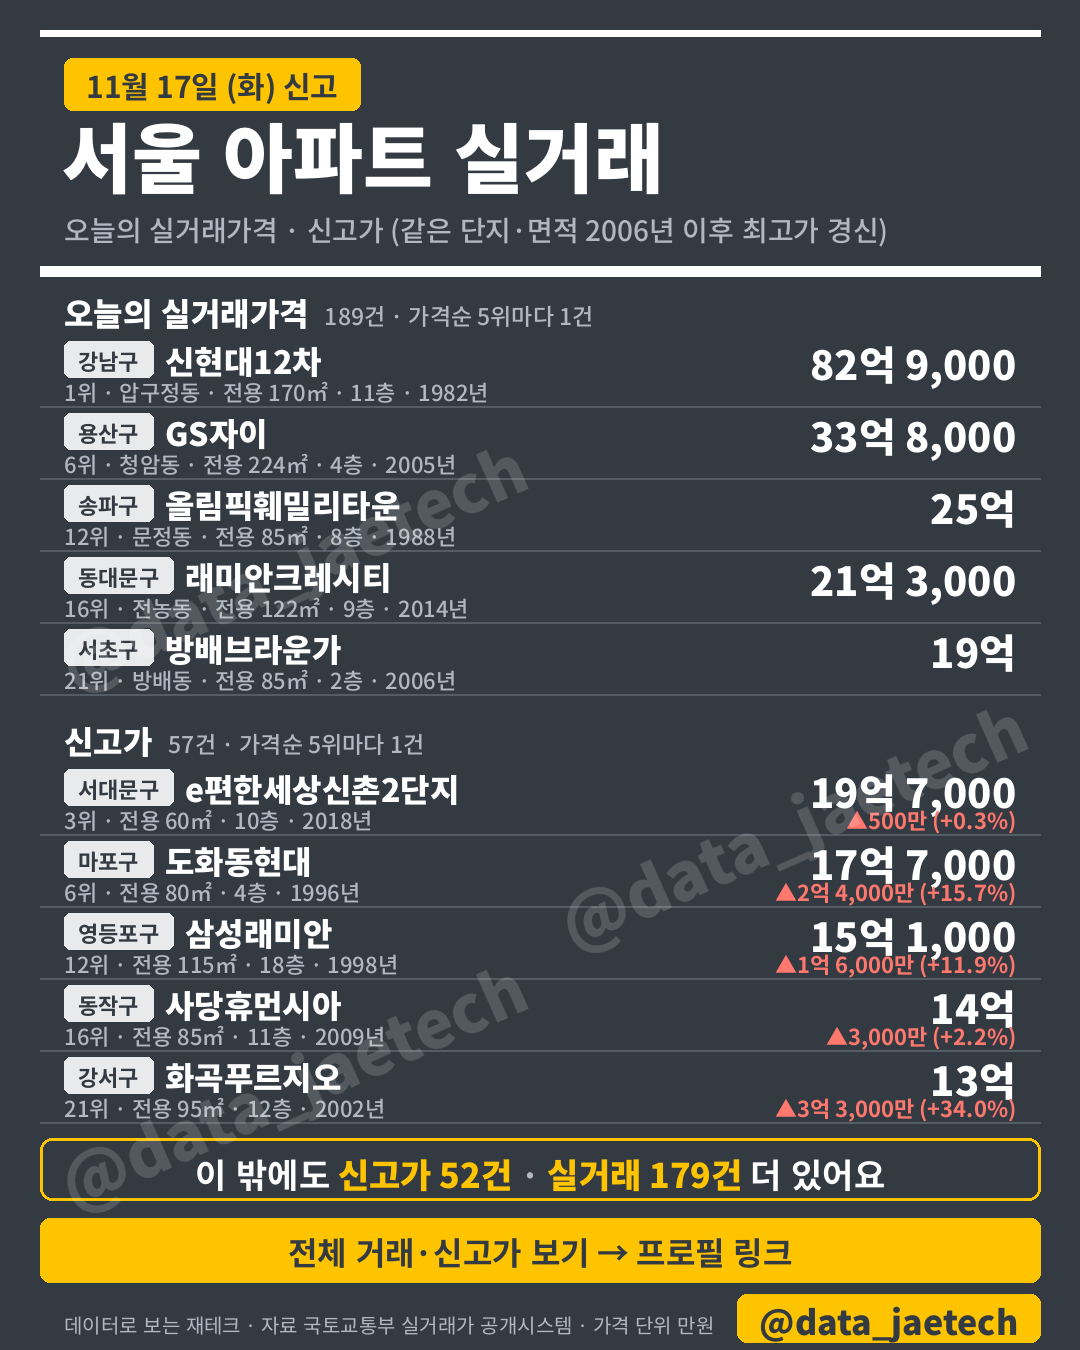 11월 17일 (화) 신고
서울 아파트 실거래
오늘의 실거래가격 · 신고가 (같은 단지·면적 2006년 이후 최고가 경신)
오늘의 실거래가격 189건 · 가격순 5위마다 1건
강남구 신현대12차 82억 9,000
1위 · 압구정동 · 전용 170㎡ · 11층 · 1982년
용산구 GS자이 33억 8,000
6위 · 청암동 · 전용 224㎡ · 4층 · 2005년
송파구 올림픽훼밀리타운 25억
12위 · 문정동 · 전용 85㎡ · 8층 · 1988년
동대문구 래미안크레시티 21억 3,000
16위 · 전농동 · 전용 122㎡ · 9층 · 2014년
서초구 방배브라운가 19억
21위 · 방배동 · 전용 85㎡ · 2층 · 2006년
신고가 57건 · 가격순 5위마다 1건
서대문구 e편한세상신촌2단지 19억 7,000
3위 · 전용 60㎡ · 10층 · 2018년 ▲500만 (+0.3%)
마포구 도화동현대 17억 7,000
6위 · 전용 80㎡ · 4층 · 1996년 ▲2억 4,000만 (+15.7%)
영등포구 삼성래미안 15억 1,000
12위 · 전용 115㎡ · 18층 · 1998년 ▲1억 6,000만 (+11.9%)
동작구 사당휴먼시아 14억
16위 · 전용 85㎡ · 11층 · 2009년 ▲3,000만 (+2.2%)
강서구 화곡푸르지오 13억
21위 · 전용 95㎡ · 12층 · 2002년 ▲3억 3,000만 (+34.0%)
이 밖에도 신고가 52건 · 실거래 179건 더 있어요
전체 거래·신고가 보기 → 프로필 링크
데이터로 보는 재테크 · 자료 국토교통부 실거래가 공개시스템 · 가격 단위 만원 @data_jaetech
@data_jaetech
@data_jaetech
@data_jaetech